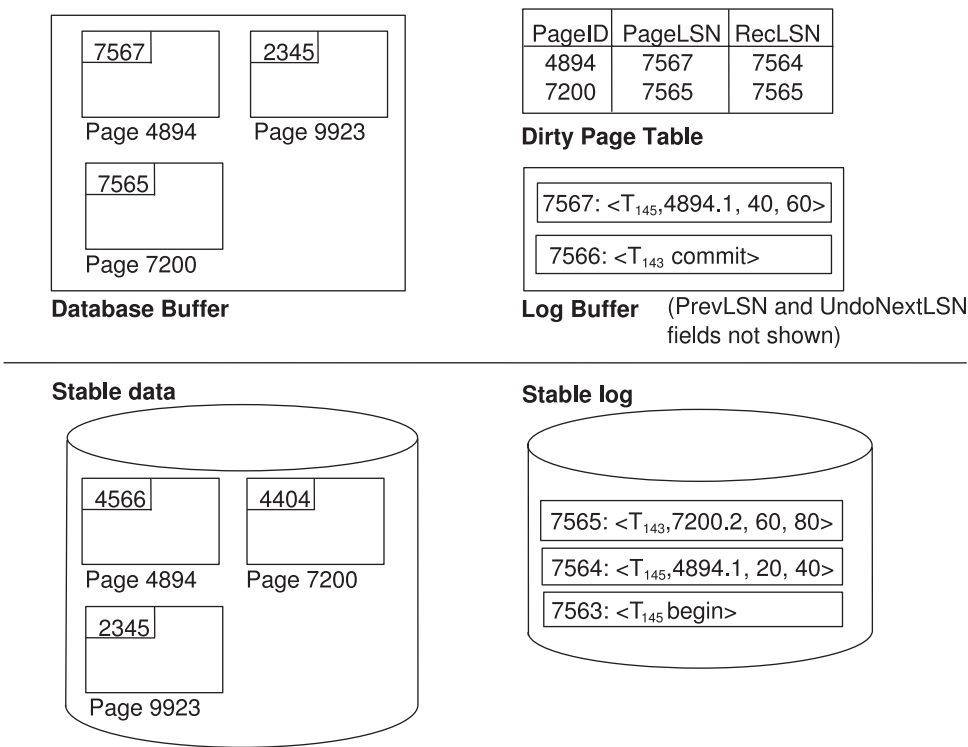 7567
2345
Page 4894
Page 9923
7565
Page 7200
Database Buffer
PageID PageLSN RecLSN
4894 7567 7564
7200 7565 7565
Dirty Page Table
7567: <T₁₄₅,4894.1, 40, 60>
7566: <T₁₄₃ commit>
Log Buffer (PrevLSN and UndoNextLSN
fields not shown)
Stable data
4566
4404
Page 4894
Page 7200
2345
Page 9923
Stable log
7565: <T₁₄₃,7200.2, 60, 80>
7564: <T₁₄₅,4894.1, 20, 40>
7563: <T₁₄₅ begin>